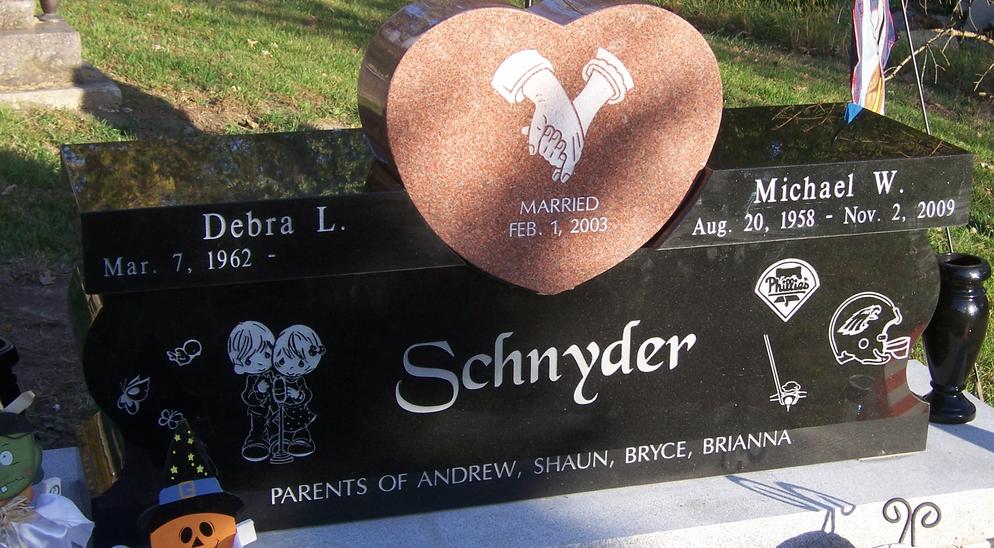 MARRIED
FEB. 1, 2003
Debra L.
Mar. 7, 1962 -
Michael W.
Aug. 20, 1958 - Nov. 2, 2009
Phillies
Schnyder
PARENTS OF ANDREW, SHAUN, BRYCE, BRIANNA